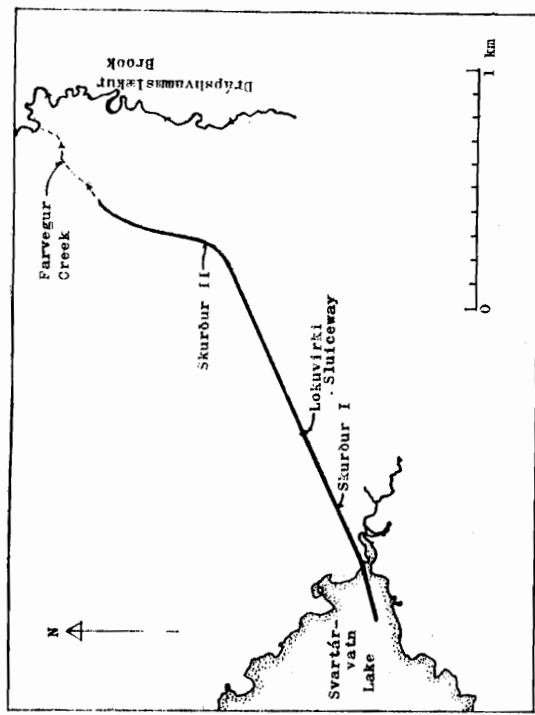 N
Farvegur
Creek
Drápshvammslækur
Brook
Skurður II
Lokuvirki
Sluiceway
Skurður I
Svartár-
vatn
Lake
0
1 km